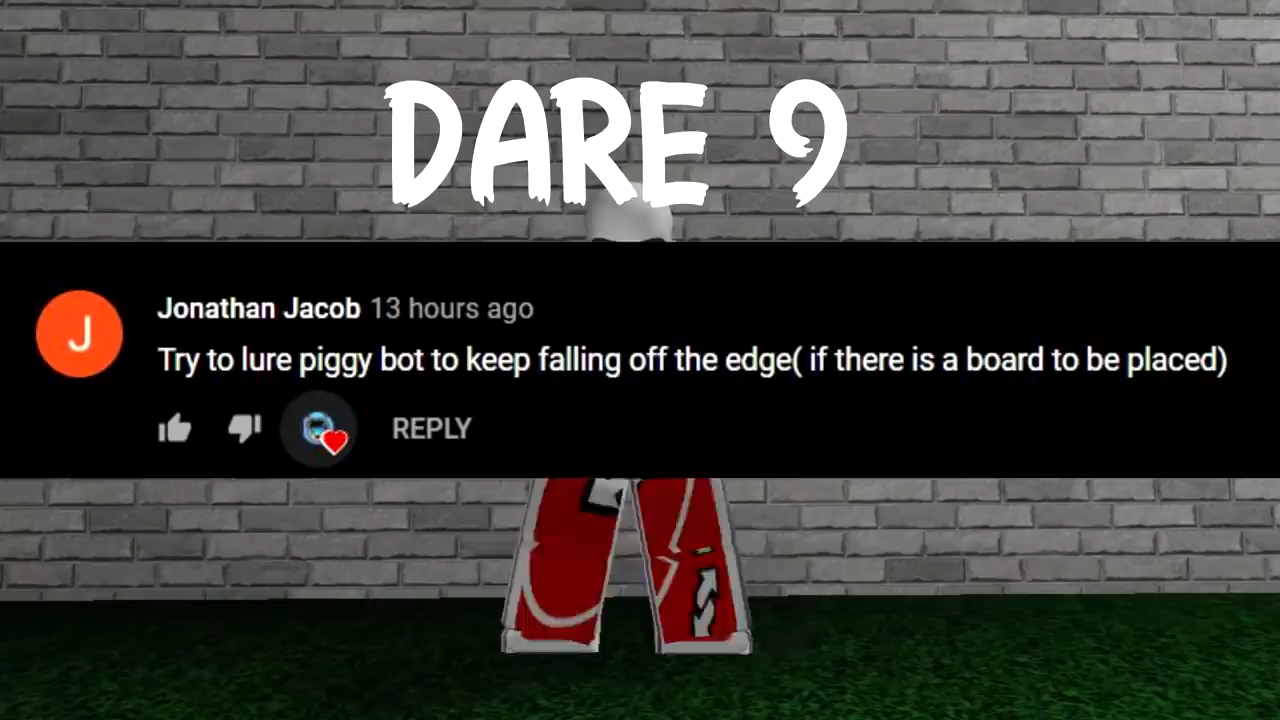 DARE 9
Jonathan Jacob 13 hours ago
J
Try to lure piggy bot to keep falling off the edge( if there is a board to be placed)
REPLY